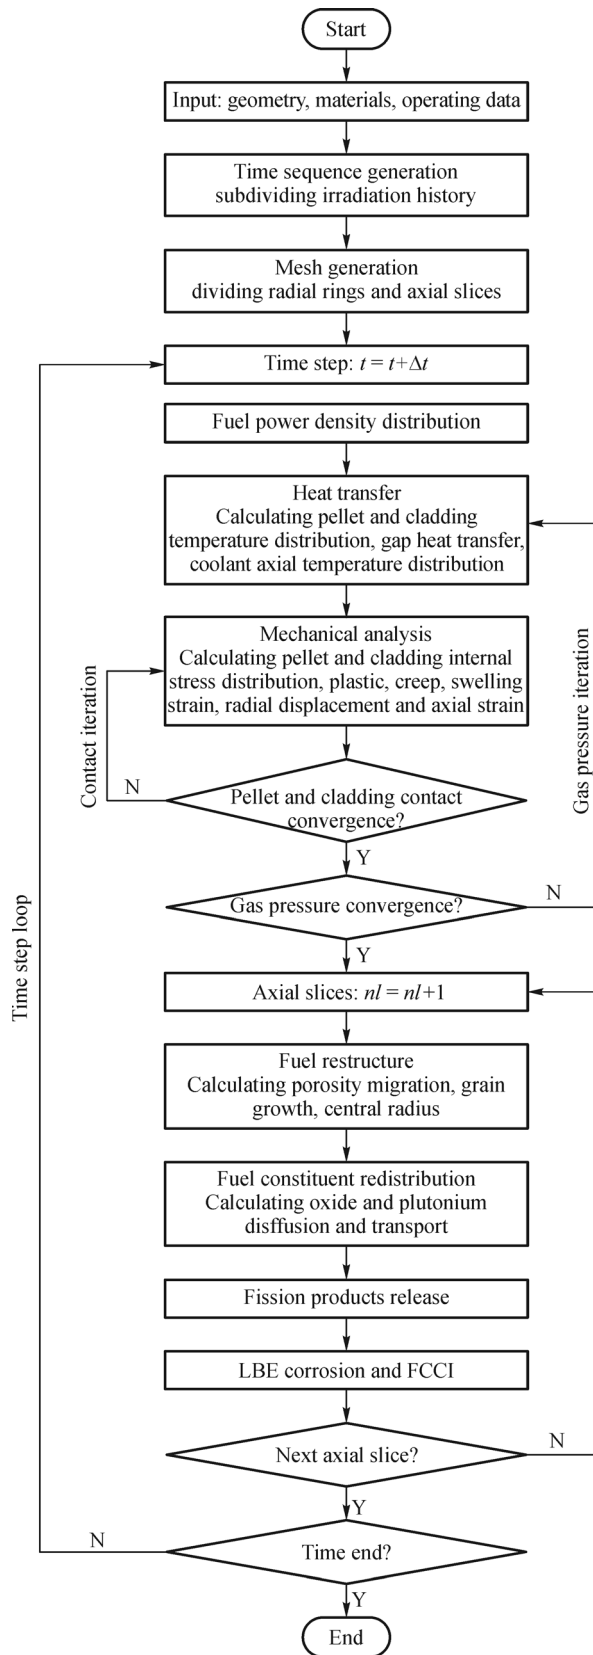 Start
Input: geometry, materials, operating data
Time sequence generation
subdividing irradiation history
Mesh generation
dividing radial rings and axial slices
Time step: t = t+Δt
Fuel power density distribution
Heat transfer
Calculating pellet and cladding
temperature distribution, gap heat transfer,
coolant axial temperature distribution
Mechanical analysis
Calculating pellet and cladding internal
stress distribution, plastic, creep, swelling
strain, radial displacement and axial strain
Contact iteration
Gas pressure iteration
N
Pellet and cladding contact
convergence?
Y
Gas pressure convergence?
N
Y
Time step loop
Axial slices: nl = nl+1
Fuel restructure
Calculating porosity migration, grain
growth, central radius
Fuel constituent redistribution
Calculating oxide and plutonium
disffusion and transport
Fission products release
LBE corrosion and FCCI
Next axial slice?
N
Y
N
Time end?
Y
End